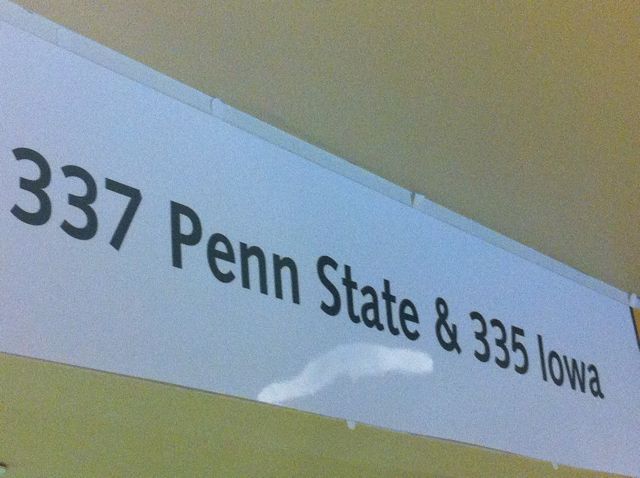 337 Penn State & 335 Iowa